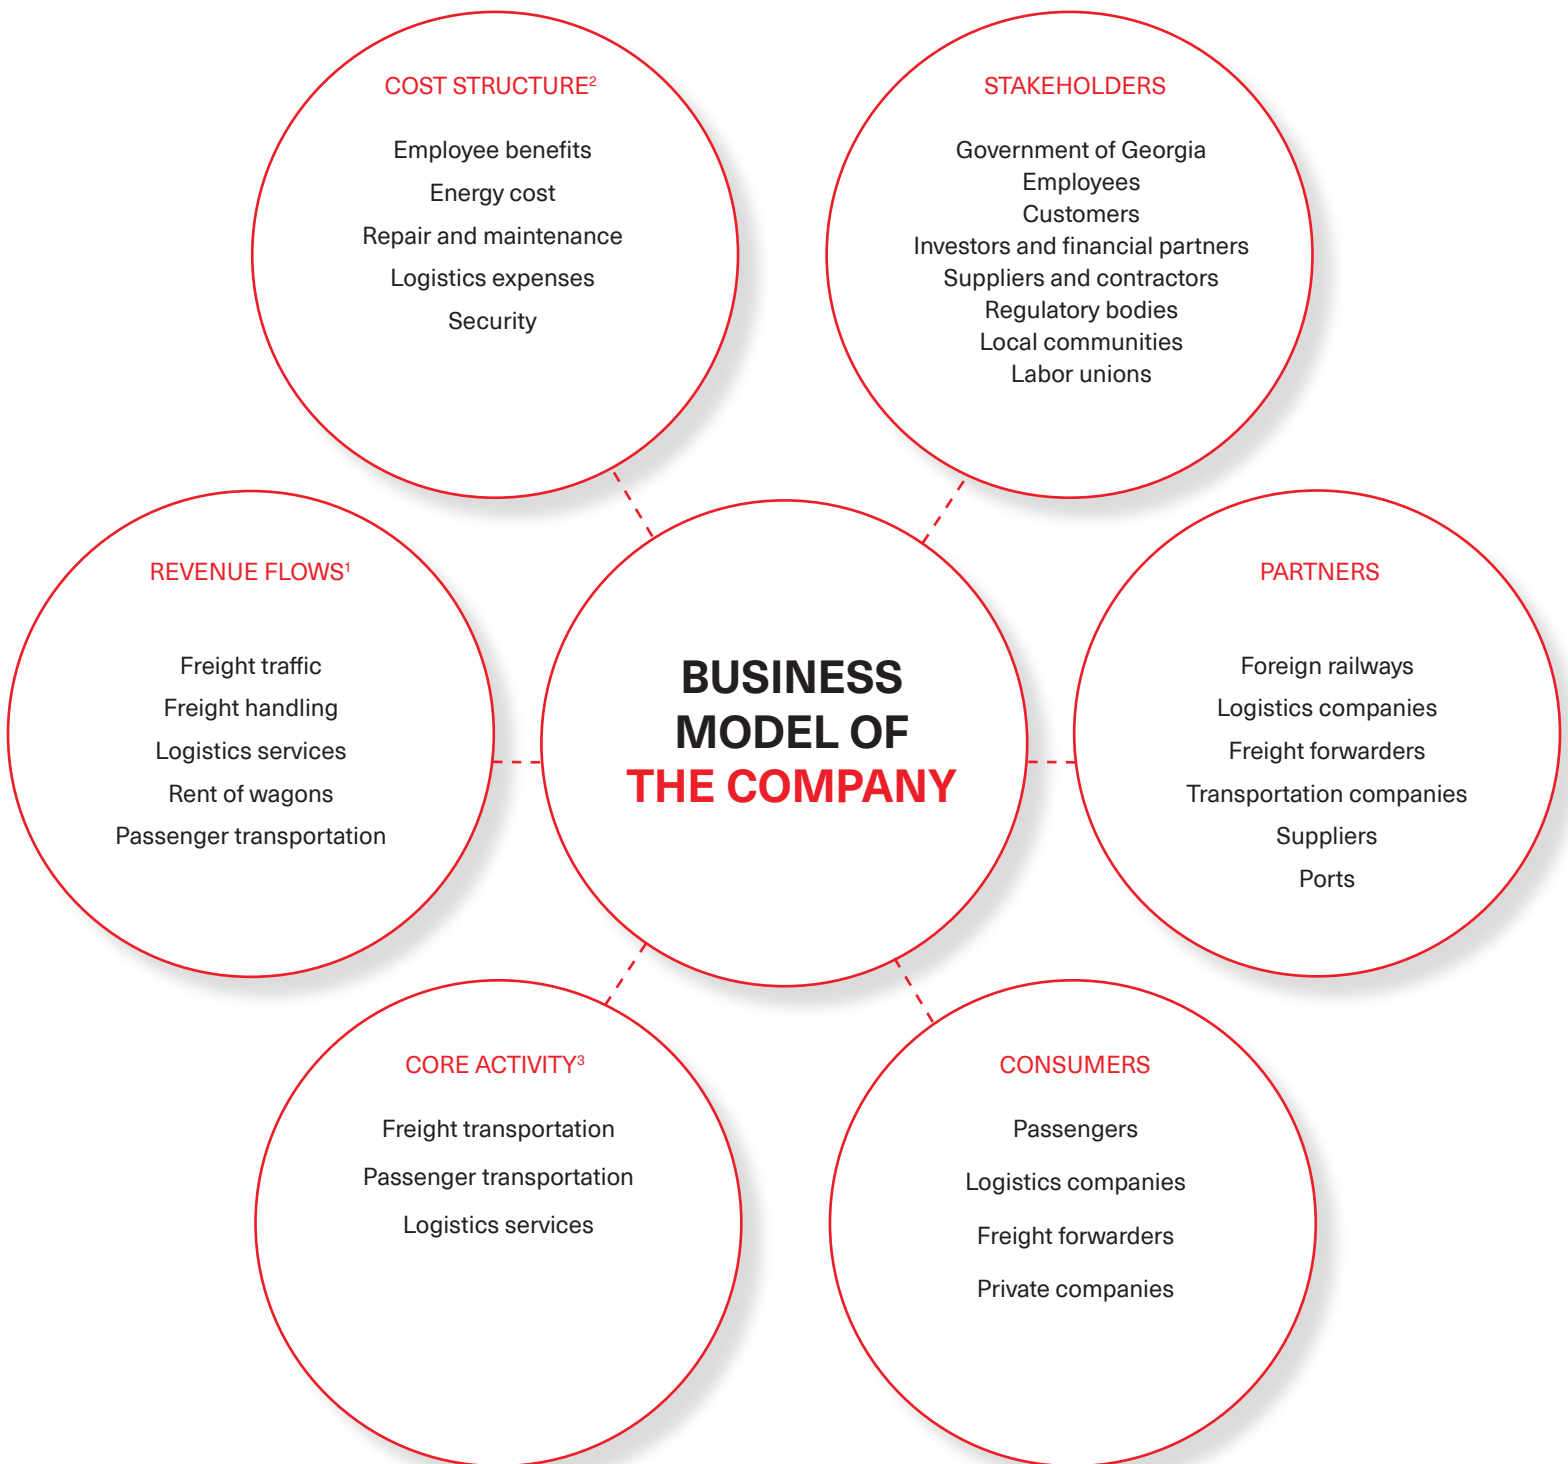 COST STRUCTURE²
Employee benefits
Energy cost
Repair and maintenance
Logistics expenses
Security
STAKEHOLDERS
Government of Georgia
Employees
Customers
Investors and financial partners
Suppliers and contractors
Regulatory bodies
Local communities
Labor unions
REVENUE FLOWS¹
Freight traffic
Freight handling
Logistics services
Rent of wagons
Passenger transportation
BUSINESS
MODEL OF
THE COMPANY
PARTNERS
Foreign railways
Logistics companies
Freight forwarders
Transportation companies
Suppliers
Ports
CORE ACTIVITY³
Freight transportation
Passenger transportation
Logistics services
CONSUMERS
Passengers
Logistics companies
Freight forwarders
Private companies